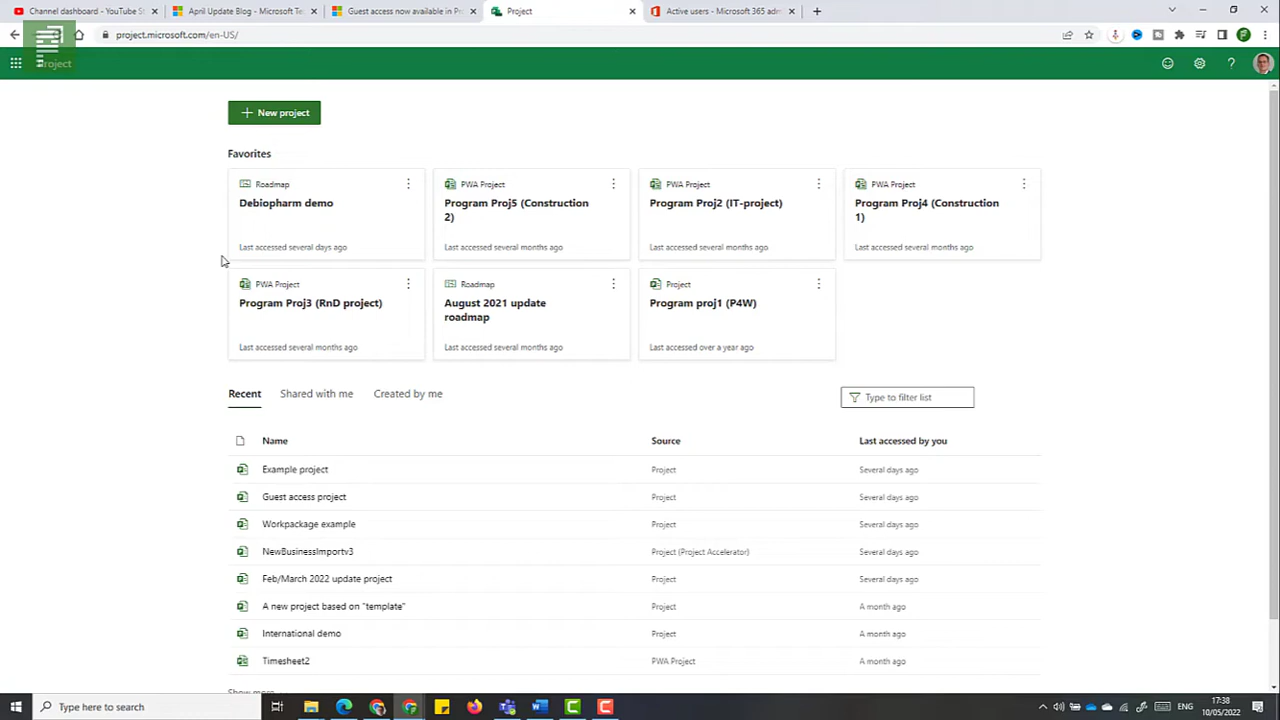 Channel dashboard - YouTube S
April Update Blog - Microsoft Te
Guest access now available in Pr
Project
Active users - Microsoft 365 adm
project.microsoft.com/en-US/
Project
New project
Favorites
Roadmap
Debiopharm demo
Last accessed several days ago
PWA Project
Program Proj5 (Construction
2)
Last accessed several months ago
PWA Project
Program Proj2 (IT-project)
Last accessed several months ago
PWA Project
Program Proj4 (Construction
1)
Last accessed several months ago
PWA Project
Program Proj3 (RnD project)
Last accessed several months ago
Roadmap
August 2021 update
roadmap
Last accessed several months ago
Project
Program proj1 (P4W)
Last accessed over a year ago
Recent Shared with me Created by me
Type to filter list
Name Source Last accessed by you
Example project Project Several days ago
Guest access project Project Several days ago
Workpackage example Project Several days ago
NewBusinessImportv3 Project (Project Accelerator) Several days ago
Feb/March 2022 update project Project Several days ago
A new project based on "template" Project A month ago
International demo Project A month ago
Timesheet2 PWA Project A month ago
Show more
Type here to search
ENG
17:38
10/05/2022